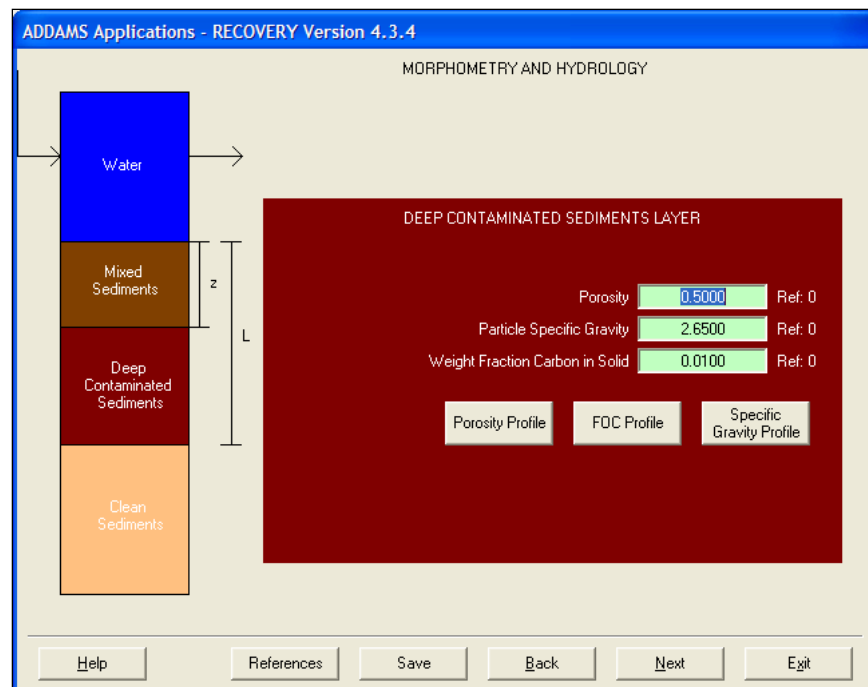 ADDAMS Applications - RECOVERY Version 4.3.4
MORPHOMETRY AND HYDROLOGY
Water
Mixed
Sediments
z
Deep
Contaminated
Sediments
L
Clean
Sediments
DEEP CONTAMINATED SEDIMENTS LAYER
Porosity 0.5000 Ref: 0
Particle Specific Gravity 2.6500 Ref: 0
Weight Fraction Carbon in Solid 0.0100 Ref: 0
Porosity Profile
FOC Profile
Specific
Gravity Profile
Help References Save Back Next Exit